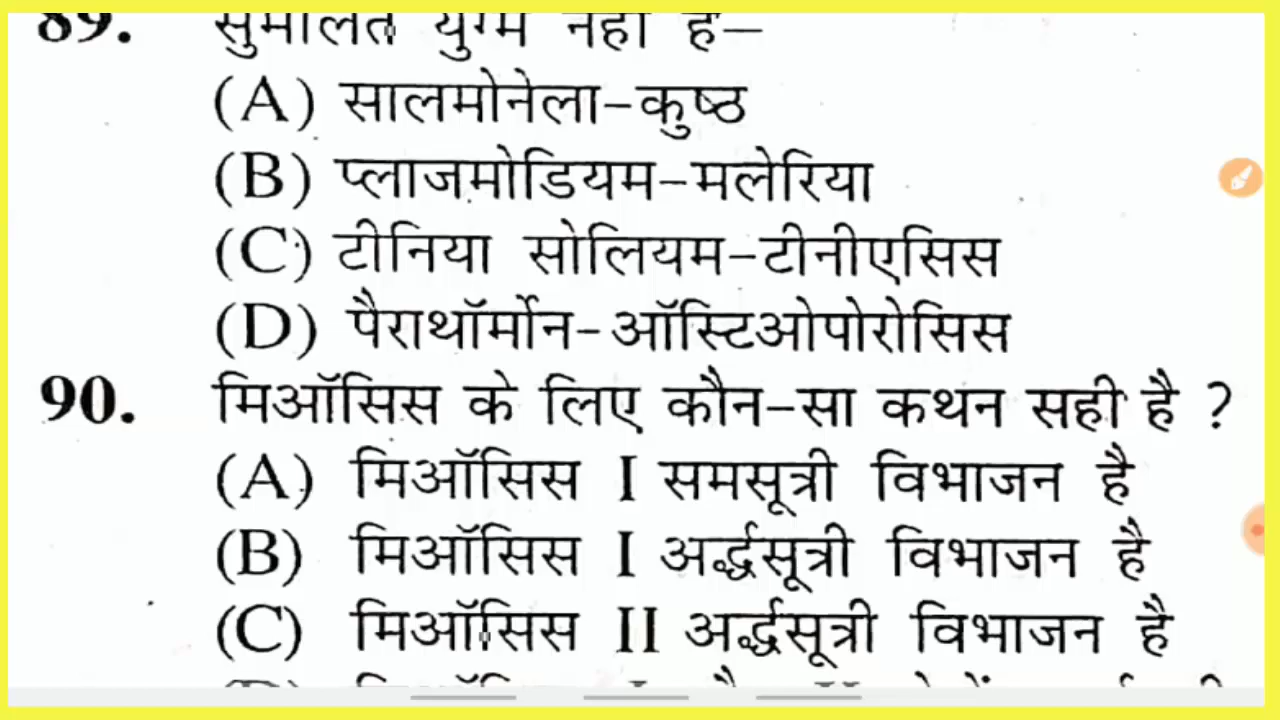 89. सुमेलित युग्म नहीं है–
(A) सालमोनेला–कुष्ठ
(B) प्लाजमोडियम–मलेरिया
(C) टीनिया सोलियम–टीनीएसिस
(D) पैराथॉर्मोन–ऑस्टिओपोरोसिस
90. मिऑसिस के लिए कौन-सा कथन सही है ?
(A) मिऑसिस I समसूत्री विभाजन है
(B) मिऑसिस I अर्द्धसूत्री विभाजन है
(C) मिऑसिस II अर्द्धसूत्री विभाजन है